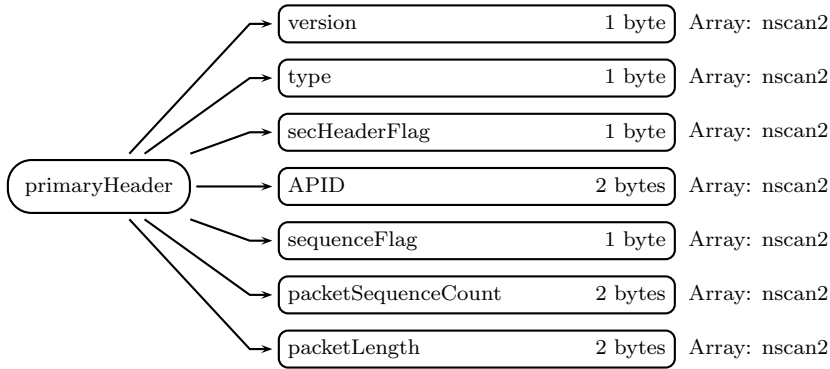 version 1 byte Array: nscan2
type 1 byte Array: nscan2
secHeaderFlag 1 byte Array: nscan2
primaryHeader APID 2 bytes Array: nscan2
sequenceFlag 1 byte Array: nscan2
packetSequenceCount 2 bytes Array: nscan2
packetLength 2 bytes Array: nscan2